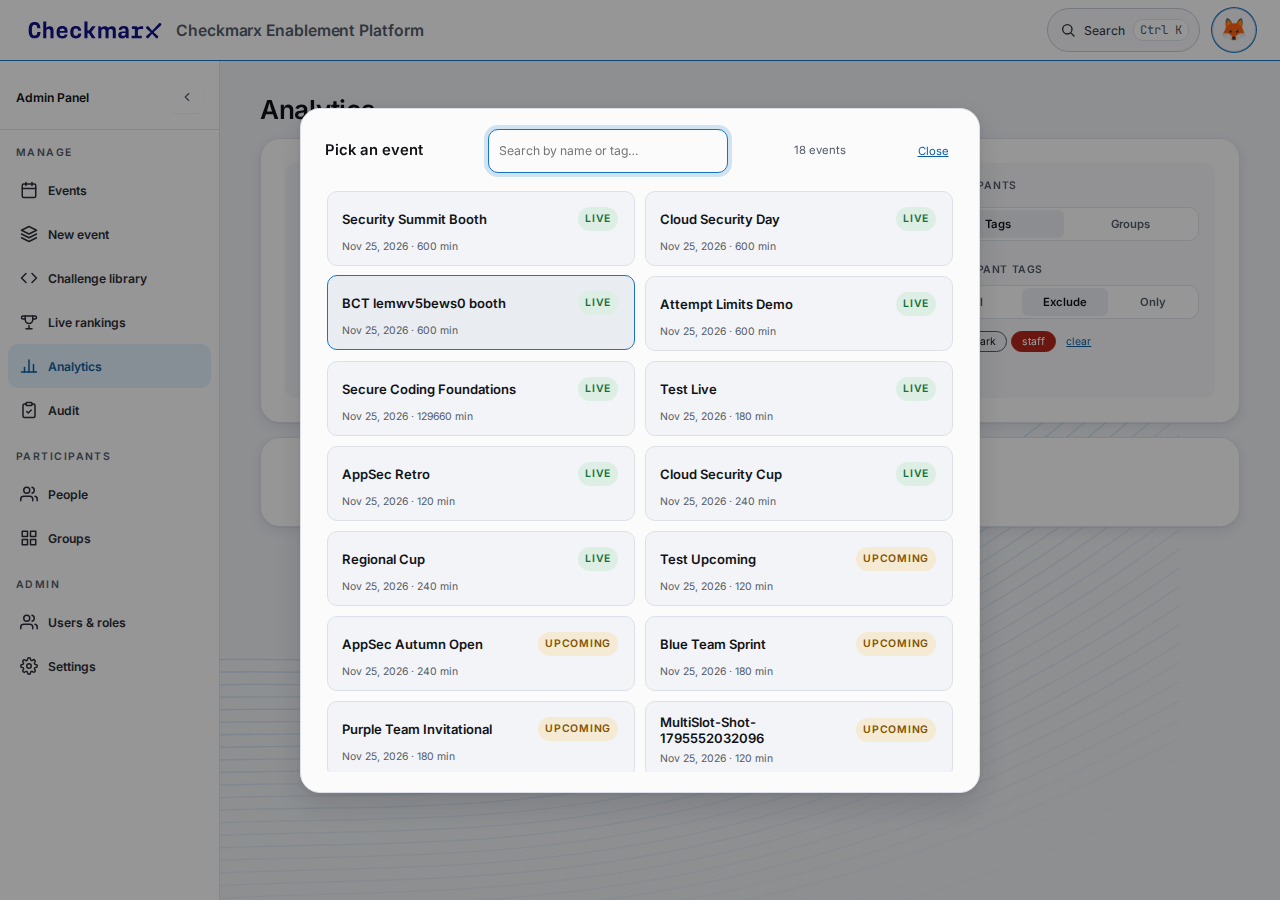 Checkmarx
Checkmarx Enablement Platform
Search
Ctrl K
Admin Panel
MANAGE
Events
New event
Challenge library
Live rankings
Analytics
Audit
PARTICIPANTS
People
Groups
ADMIN
Users & roles
Settings
Pick an event
Search by name or tag...
18 events
Close
Security Summit Booth
LIVE
Nov 25, 2026 · 600 min
Cloud Security Day
LIVE
Nov 25, 2026 · 600 min
BCT lemwv5bews0 booth
LIVE
Nov 25, 2026 · 600 min
Attempt Limits Demo
LIVE
Nov 25, 2026 · 600 min
Secure Coding Foundations
LIVE
Nov 25, 2026 · 129660 min
Test Live
LIVE
Nov 25, 2026 · 180 min
AppSec Retro
LIVE
Nov 25, 2026 · 120 min
Cloud Security Cup
LIVE
Nov 25, 2026 · 240 min
Regional Cup
LIVE
Nov 25, 2026 · 240 min
Test Upcoming
UPCOMING
Nov 25, 2026 · 120 min
AppSec Autumn Open
UPCOMING
Nov 25, 2026 · 240 min
Blue Team Sprint
UPCOMING
Nov 25, 2026 · 180 min
Purple Team Invitational
UPCOMING
Nov 25, 2026 · 180 min
MultiSlot-Shot-
1795552032096
UPCOMING
Nov 25, 2026 · 120 min
Tags
Groups
TAGS
Exclude
Only
staff
clear